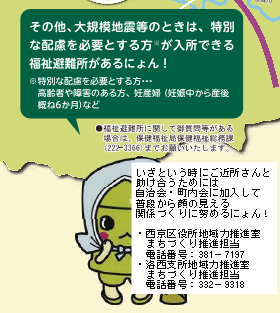 その他、大規模地震等のときは、特別
な配慮を必要とする方※が入所できる
福祉避難所があるにょん！
※特別な配慮を必要とする方…
高齢者や障害のある方、妊産婦（妊娠中から産後
概ね6か月）など
●福祉避難所に関して御質問等がある
場合は、保健福祉局保健福祉総務課
（222-3366）までお願いいたします。
いざという時にご近所さんと
助け合うためには
自治会・町内会に加入して
普段から顔の見える
関係づくりに努めるにょん！
・西京区役所地域力推進室
まちづくり推進担当
電話番号：381－7197
・洛西支所地域力推進室
まちづくり推進担当
電話番号：332－9318